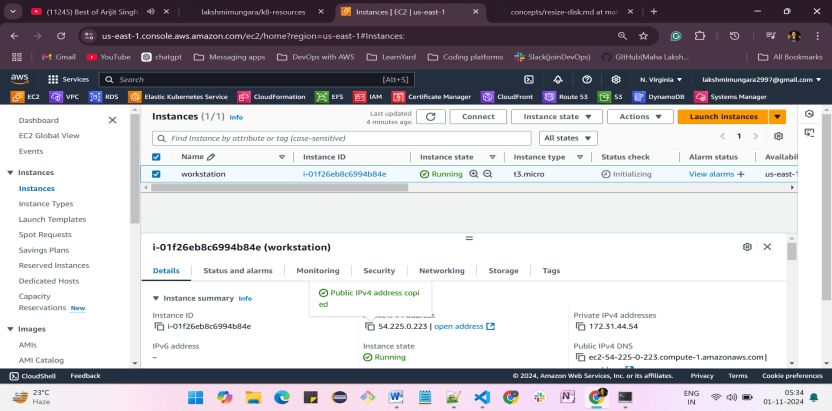 (11245) Best of Arijit Singh
lakshmimungara/k8-resources
Instances | EC2 | us-east-1
concepts/resize-disk.md at mai
us-east-1.console.aws.amazon.com/ec2/home?region=us-east-1#Instances:
Gmail YouTube chatgpt Messaging apps DevOps with AWS LearnYard Coding platforms Slack(joinDevOps) GitHub(Maha Laksh... All Bookmarks
aws Services Search [Alt+S] N. Virginia lakshmimungara2997@gmail.com
EC2 VPC RDS Elastic Kubernetes Service CloudFormation EFS IAM Certificate Manager CloudFront Route 53 S3 DynamoDB Systems Manager
Dashboard
EC2 Global View
Events
Instances
Instances
Instance Types
Launch Templates
Spot Requests
Savings Plans
Reserved Instances
Dedicated Hosts
Capacity
Reservations New
Images
AMIs
AMI Catalog
Instances (1/1) Info
Last updated
4 minutes ago
Connect Instance state Actions Launch instances
Find Instance by attribute or tag (case-sensitive) All states 1
Name Instance ID Instance state Instance type Status check Alarm status Availabil
workstation i-01f26eb8c6994b84e Running t3.micro Initializing View alarms + us-east-1
i-01f26eb8c6994b84e (workstation)
Details Status and alarms Monitoring Security Networking Storage Tags
Public IPv4 address copi
ed
Instance summary Info
Instance ID
i-01f26eb8c6994b84e
54.225.0.223 | open address
Private IPv4 addresses
172.31.44.54
IPv6 address
–
Instance state
Running
Public IPv4 DNS
ec2-54-225-0-223.compute-1.amazonaws.com |
CloudShell Feedback © 2024, Amazon Web Services, Inc. or its affiliates. Privacy Terms Cookie preferences
23°C
Haze
ENG
IN
05:34
01-11-2024